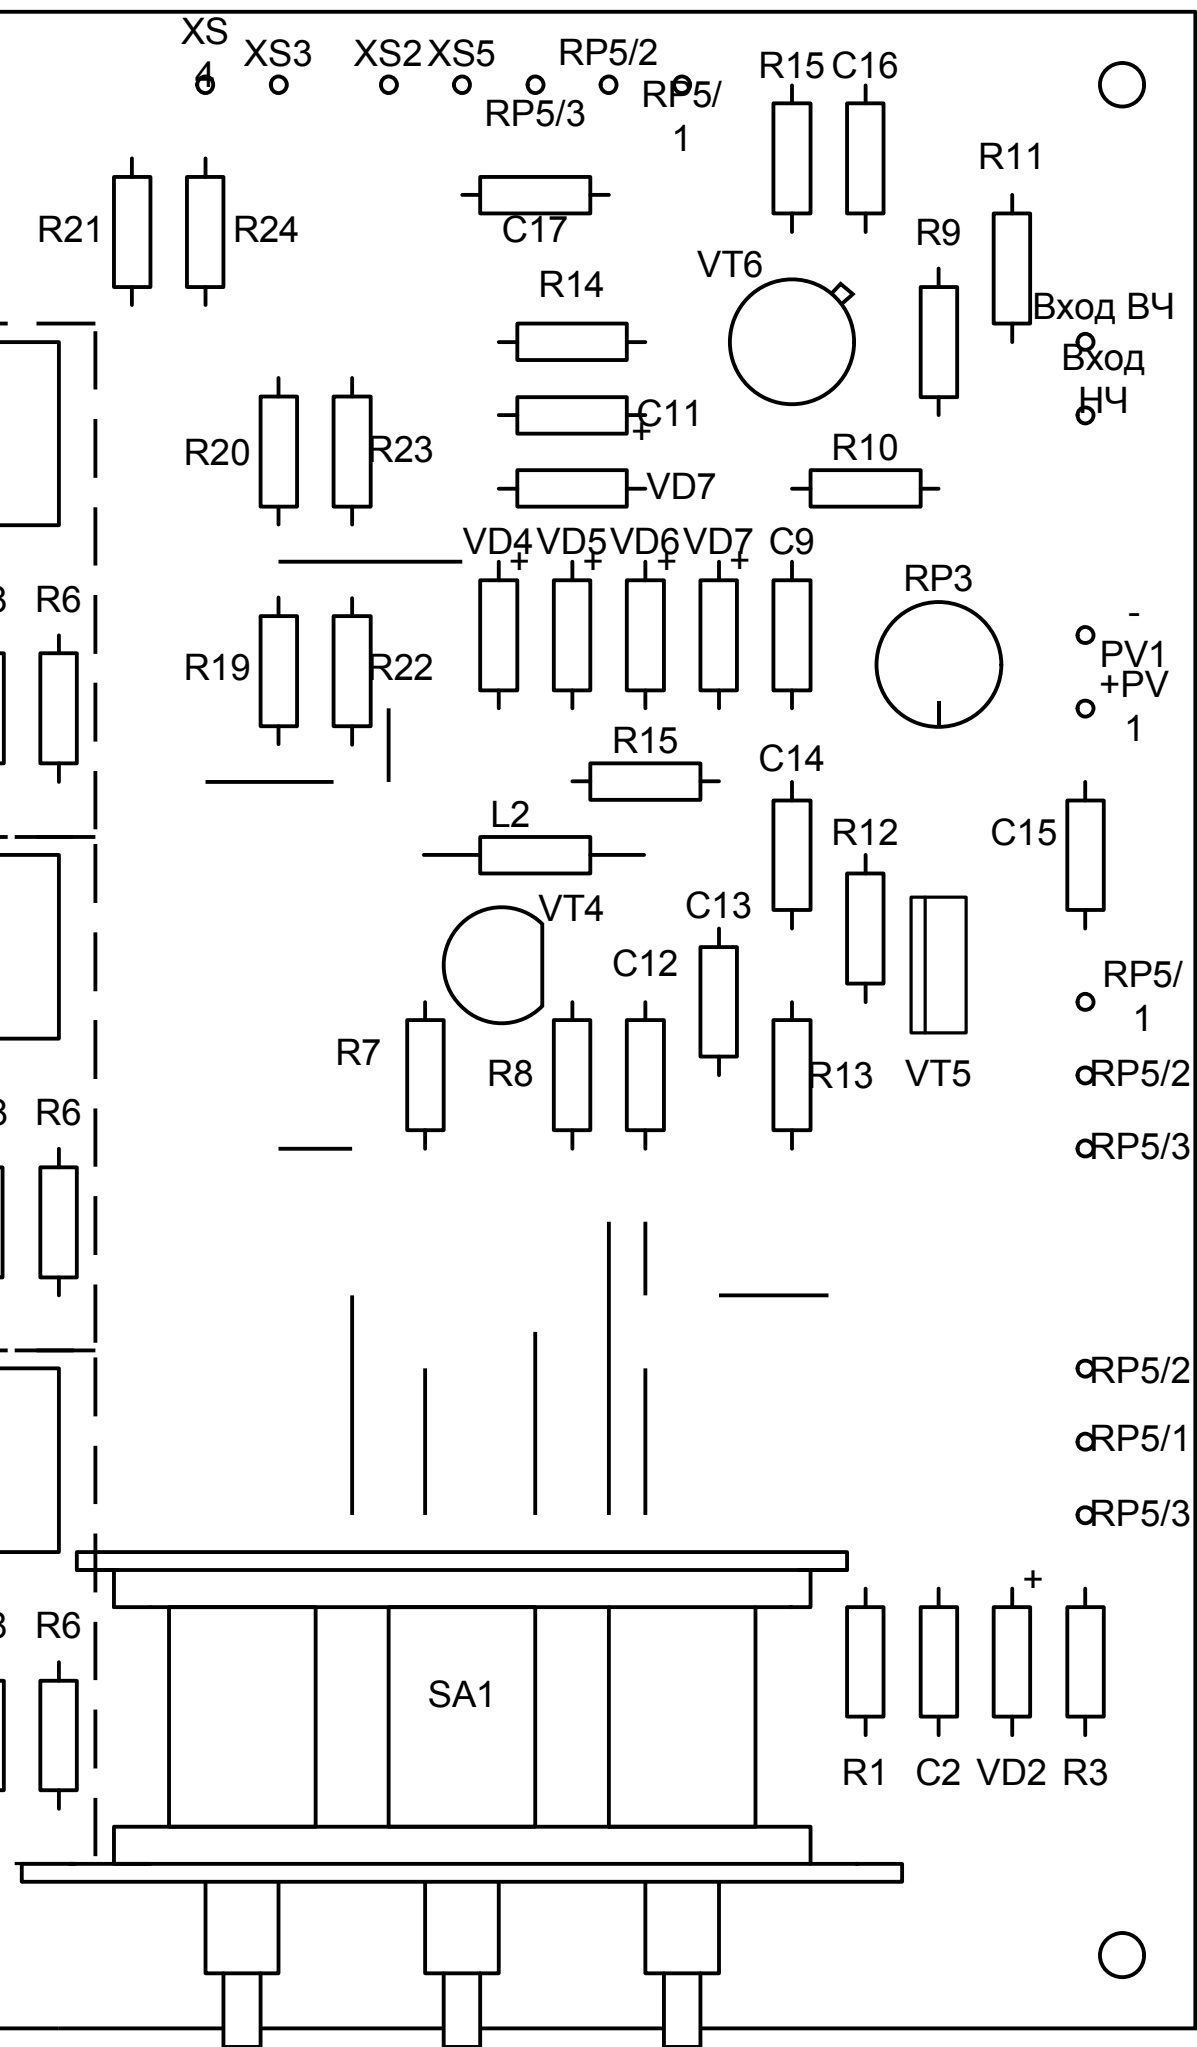 XS
4
XS3
XS2
XS5
RP5/2
RP5/3
RP5/
1
R15
C16
R11
R21
R24
C17
R9
VT6
R14
Вход ВЧ
Вход
НЧ
C11
+
R20
R23
R10
VD7
VD4
+
VD5
+
VD6
+
VD7
+
C9
RP3
R6
-
PV1
+PV
1
R19
R22
R15
C14
L2
R12
C15
VT4
C13
C12
RP5/
1
R7
R8
R13
VT5
RP5/2
RP5/3
R6
RP5/2
RP5/1
RP5/3
+
R6
SA1
R1
C2
VD2
R3